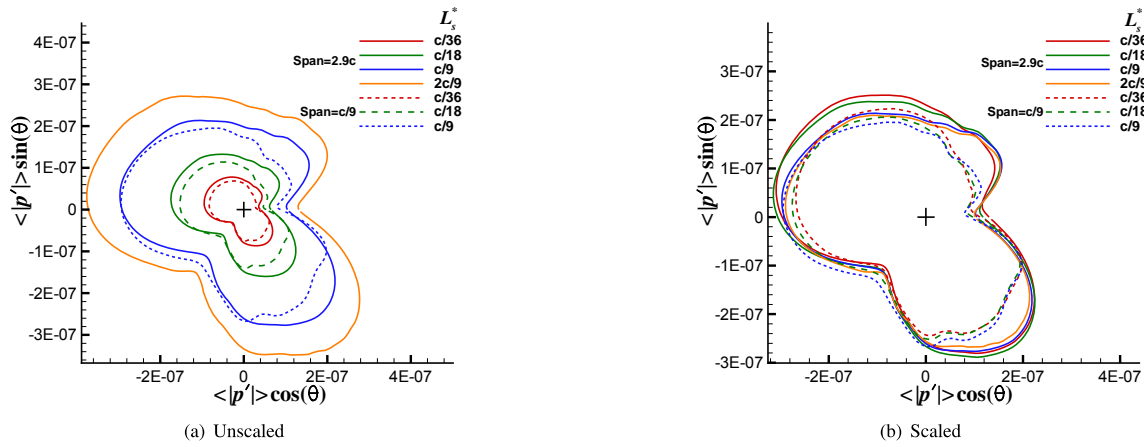 L*s
4E-07
3E-07
2E-07
1E-07
0
-1E-07
-2E-07
-3E-07
<|p'|>sin(θ)
Span=2.9c
c/36
c/18
c/9
2c/9
Span=c/9
c/36
c/18
c/9
-2E-07 0 2E-07 4E-07
<|p'|>cos(θ)
(a) Unscaled
L*s
3E-07
2E-07
1E-07
0
-1E-07
-2E-07
-3E-07
<|p'|>sin(θ)
Span=2.9c
c/36
c/18
c/9
2c/9
Span=c/9
c/36
c/18
c/9
-2E-07 0 2E-07 4E-07
<|p'|>cos(θ)
(b) Scaled